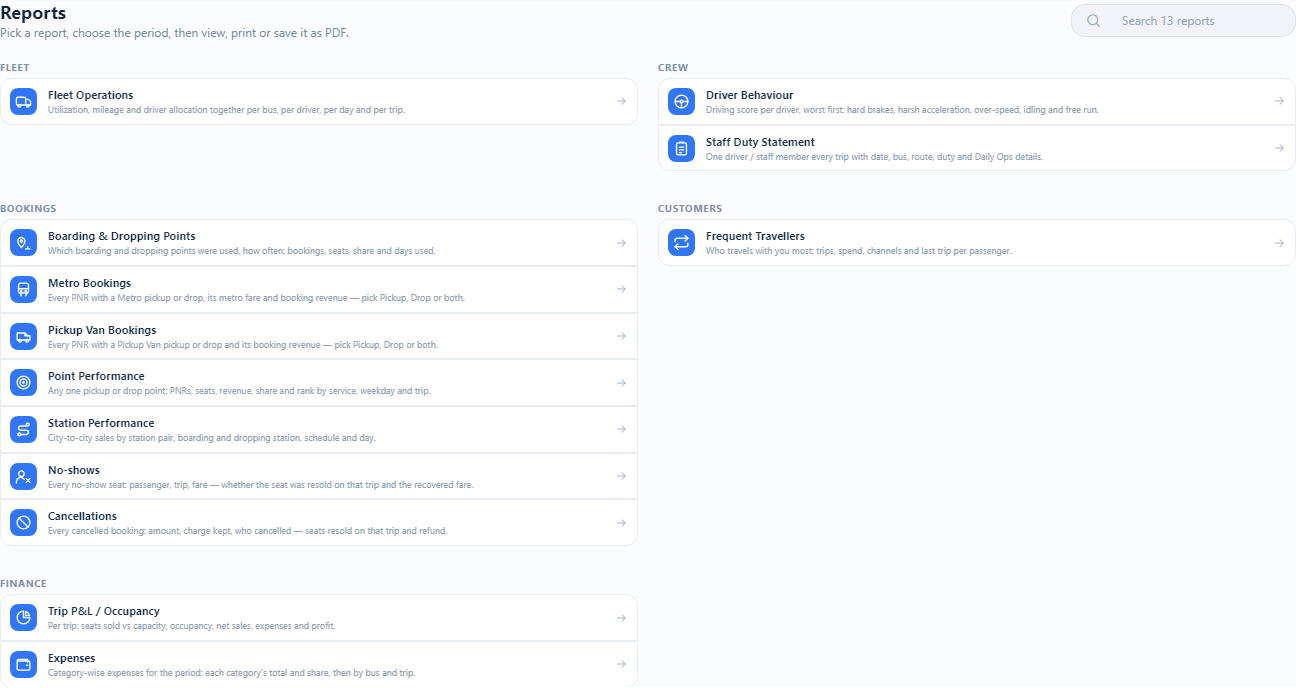 Reports
Pick a report, choose the period, then view, print or save it as PDF.
Search 13 reports
FLEET
Fleet Operations
Utilization, mileage and driver allocation together per bus, per driver, per day and per trip.
CREW
Driver Behaviour
Driving score per driver, worst first: hard brakes, harsh acceleration, over-speed, idling and free run.
Staff Duty Statement
One driver / staff member every trip with date, bus, route, duty and Daily Ops details.
BOOKINGS
Boarding & Dropping Points
Which boarding and dropping points were used, how often: bookings, seats, share and days used.
Metro Bookings
Every PNR with a Metro pickup or drop, its metro fare and booking revenue — pick Pickup, Drop or both.
Pickup Van Bookings
Every PNR with a Pickup Van pickup or drop and its booking revenue — pick Pickup, Drop or both.
Point Performance
Any one pickup or drop point: PNRs, seats, revenue, share and rank by service, weekday and trip.
Station Performance
City-to-city sales by station pair, boarding and dropping station, schedule and day.
No-shows
Every no-show seat: passenger, trip, fare — whether the seat was resold on that trip and the recovered fare.
Cancellations
Every cancelled booking: amount, charge kept, who cancelled — seats resold on that trip and refund.
CUSTOMERS
Frequent Travellers
Who travels with you most: trips, spend, channels and last trip per passenger.
FINANCE
Trip P&L / Occupancy
Per trip: seats sold vs capacity, occupancy, net sales, expenses and profit.
Expenses
Category-wise expenses for the period: each category's total and share, then by bus and trip.